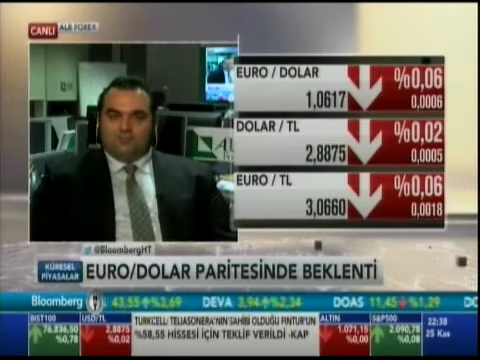 CANLI ALB FOREX
EURO / DOLAR %0,06
1,0617 0,0006
DOLAR / TL %0,02
2,8875 0,0005
EURO / TL %0,06
3,0660 0,0018
@BloombergHT
KÜRESEL PİYASALAR
EURO/DOLAR PARİTESİNDE BEKLENTİ
Bloomberg HT 43,55 %3,69 DEVA 3,94 %2,34 DOAS 11,45 %1.29
BIST100 USD/TL TURKCELL: TELIASONERA'NIN SAHİBİ OLDUĞU FINTUR'UN ALTIN S&P500 22:38
76,836,50 2,8875 %58,55 HİSSESİ İÇİN TEKLİF VERİLDİ -KAP 1,071,15 2,090,78 25 Kas
%0,78 %0,02 %0,00 %0,08